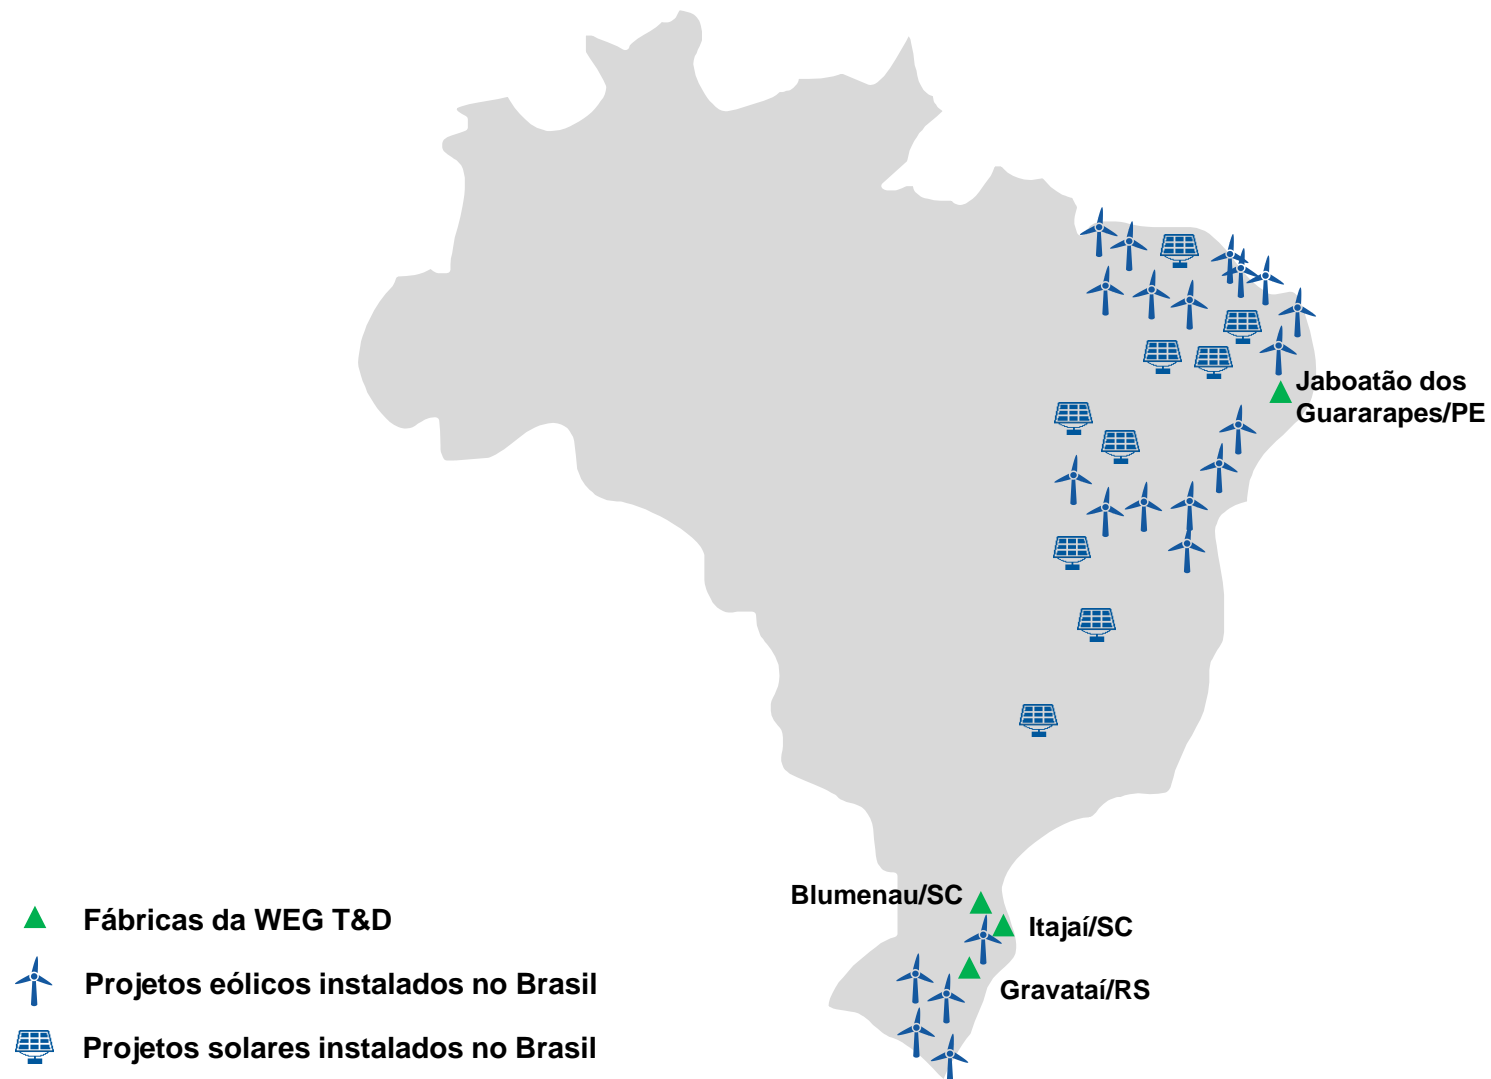 Jaboatão dos
Guararapes/PE
Blumenau/SC
Itajaí/SC
Gravataí/RS
Fábricas da WEG T&D
Projetos eólicos instalados no Brasil
Projetos solares instalados no Brasil